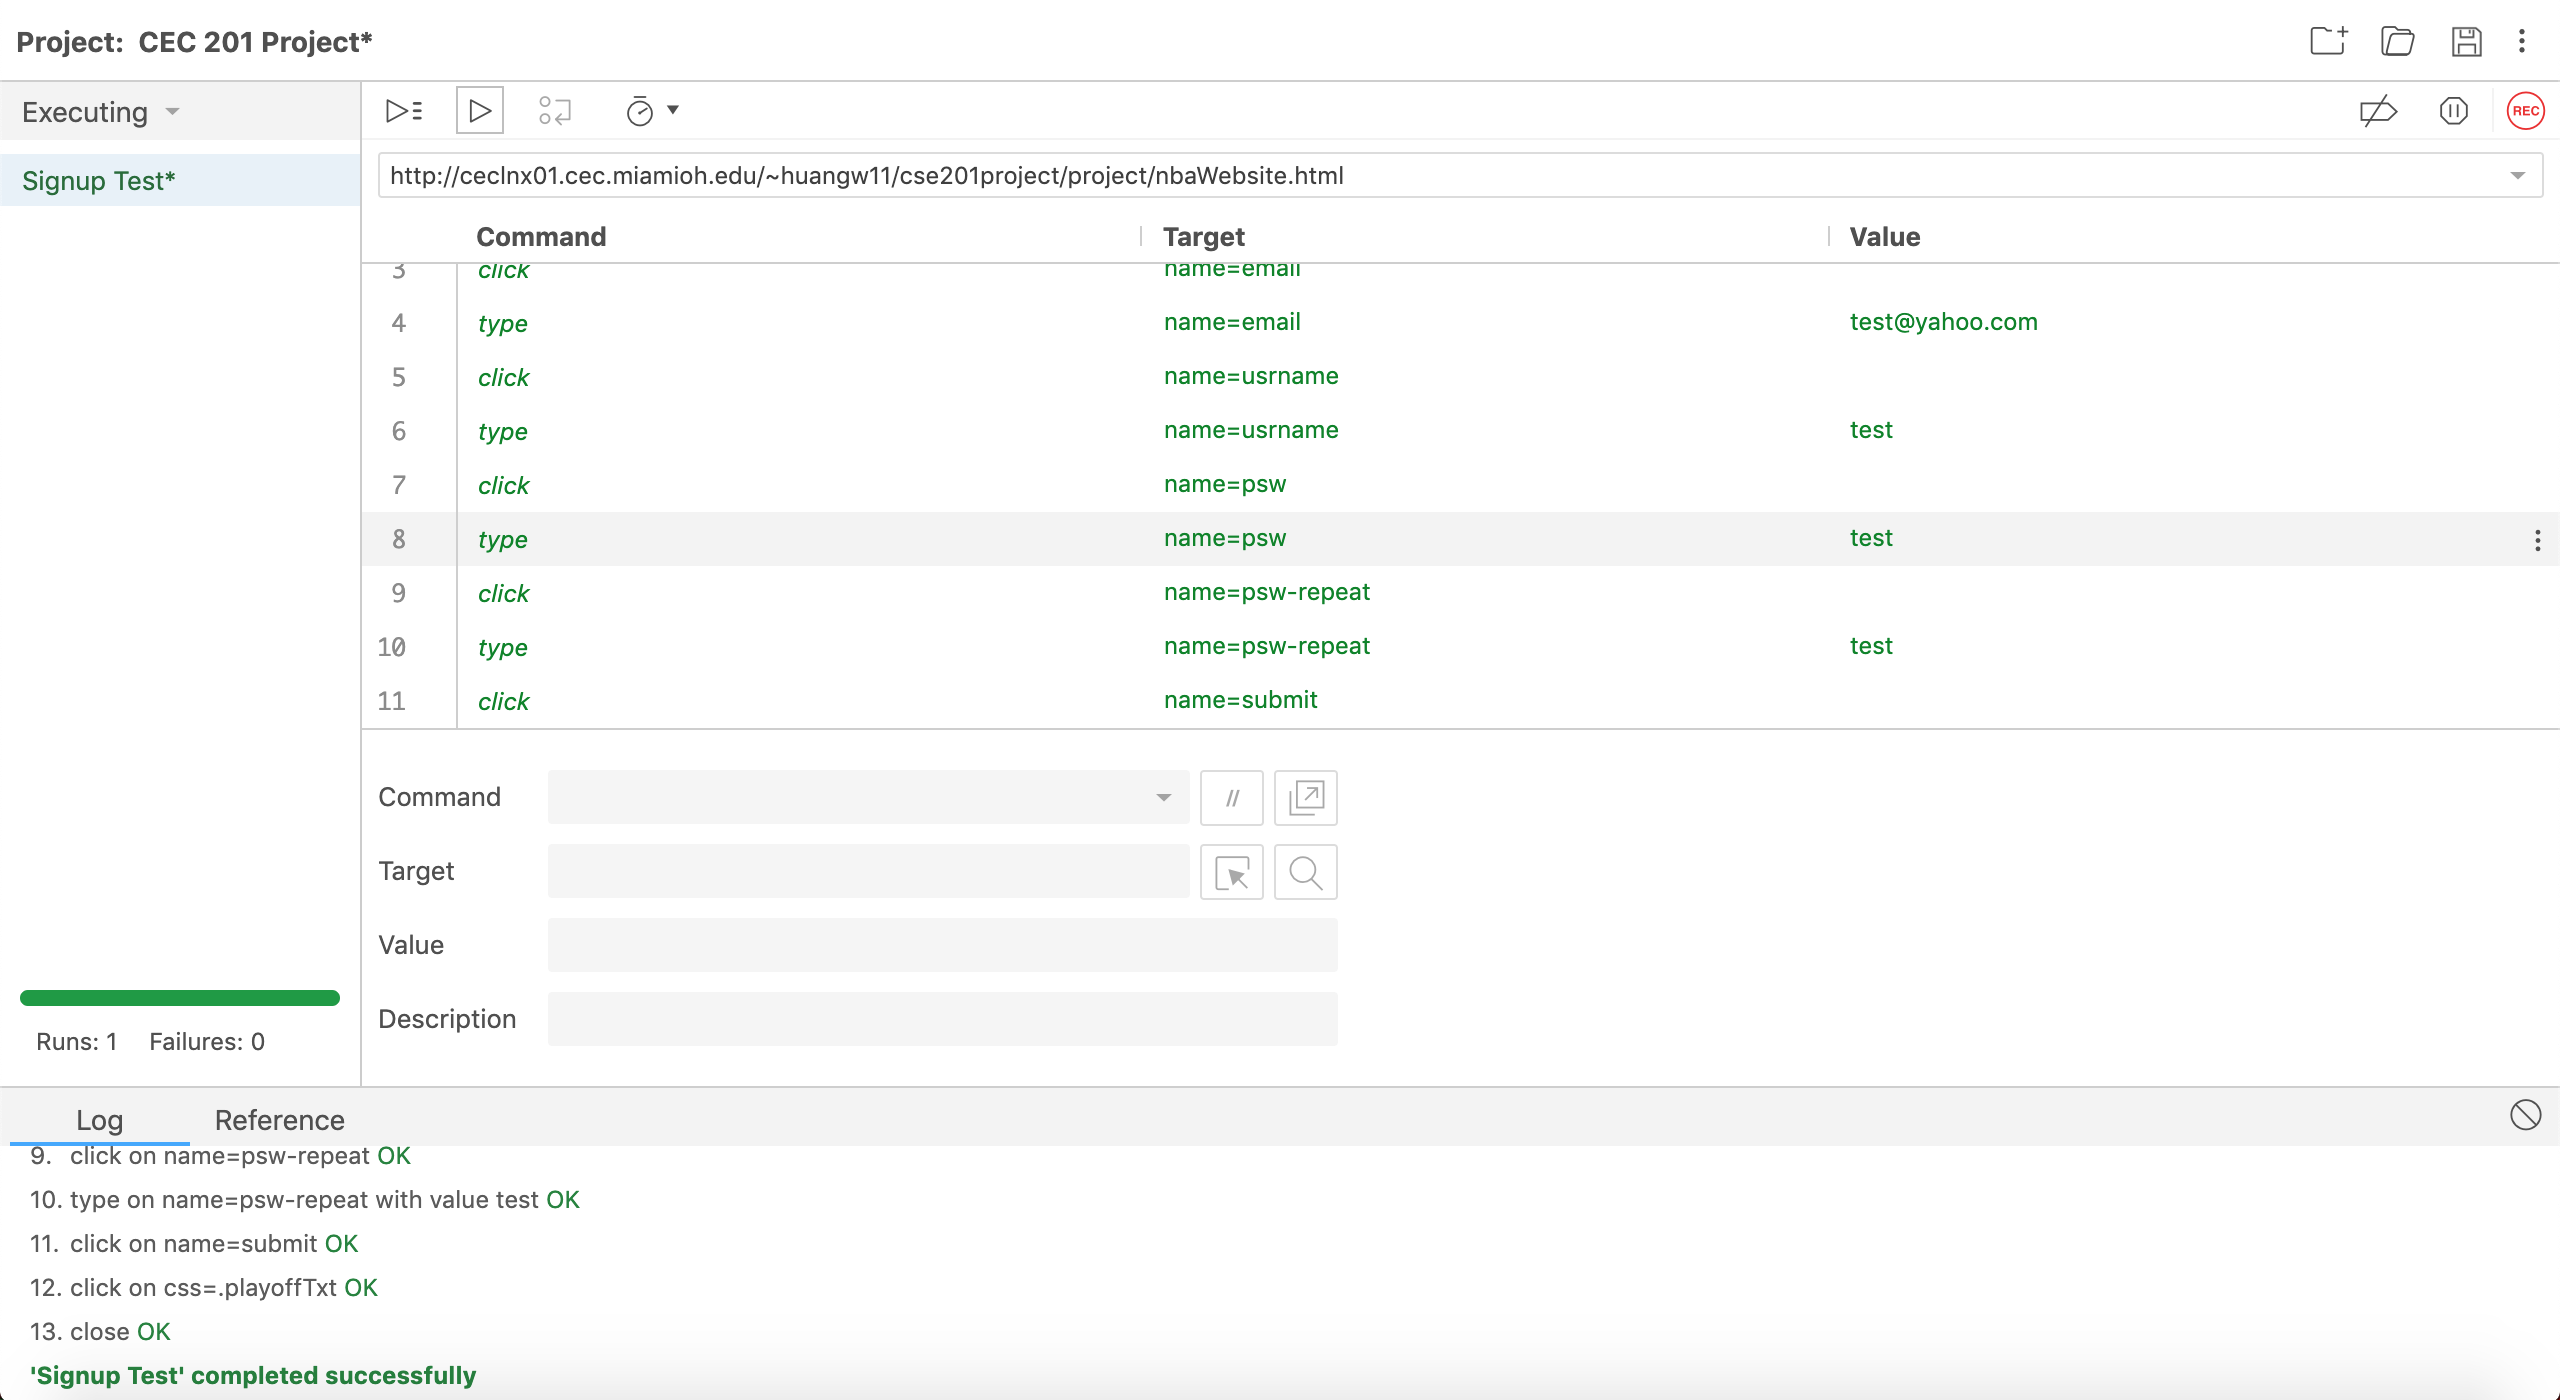 Project: CEC 201 Project*
Executing
REC
Signup Test*
http://ceclnx01.cec.miamioh.edu/~huangw11/cse201project/project/nbaWebsite.html
Command Target Value
3 click name=email
4 type name=email test@yahoo.com
5 click name=usrname
6 type name=usrname test
7 click name=psw
8 type name=psw test
9 click name=psw-repeat
10 type name=psw-repeat test
11 click name=submit
Command //
Target
Value
Description
Runs: 1 Failures: 0
Log Reference
9. click on name=psw-repeat OK
10. type on name=psw-repeat with value test OK
11. click on name=submit OK
12. click on css=.playoffTxt OK
13. close OK
'Signup Test' completed successfully